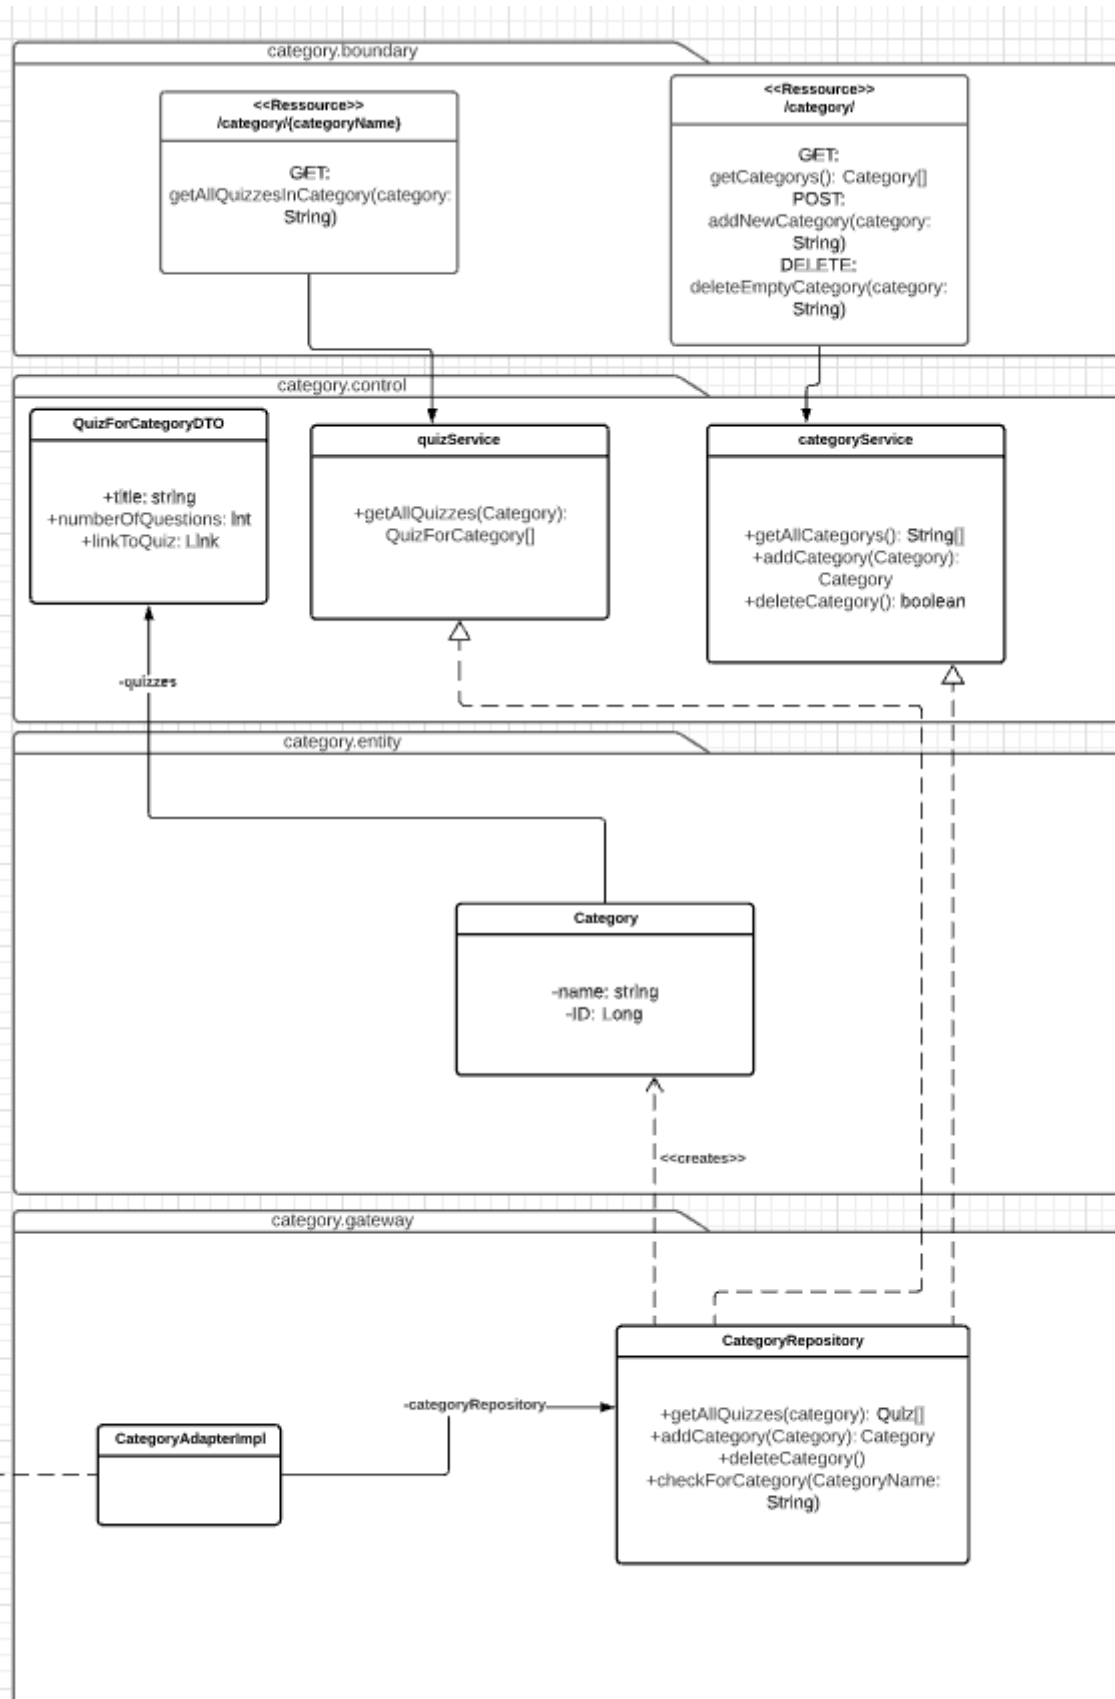 category.boundary
<<Ressource>>
/category/{categoryName}
GET:
getAllQuizzesInCategory(category:
String)
<<Ressource>>
/category/
GET:
getCategorys(): Category[]
POST:
addNewCategory(category:
String)
DELETE:
deleteEmptyCategory(category:
String)
category.control
QuizForCategoryDTO
+title: string
+numberOfQuestions: Int
+linkToQuiz: Link
quizService
+getAllQuizzes(Category):
QuizForCategory[]
categoryService
+getAllCategorys(): String[]
+addCategory(Category):
Category
+deleteCategory(): boolean
-quizzes
category.entity
Category
-name: string
-ID: Long
<<creates>>
category.gateway
CategoryRepository
+getAllQuizzes(category): Quiz[]
+addCategory(Category): Category
+deleteCategory()
+checkForCategory(CategoryName:
String)
-categoryRepository
CategoryAdapterImpl